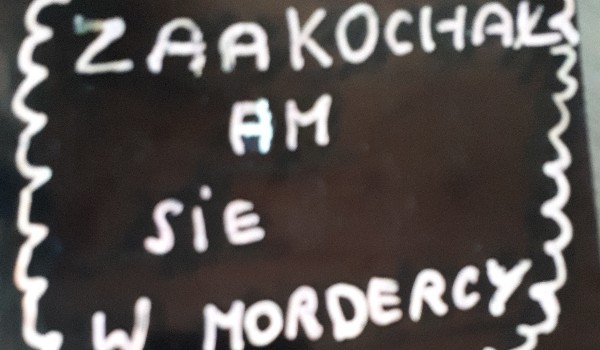 ZAAKOCHAŁ
AM
SiE
W MORDERCY